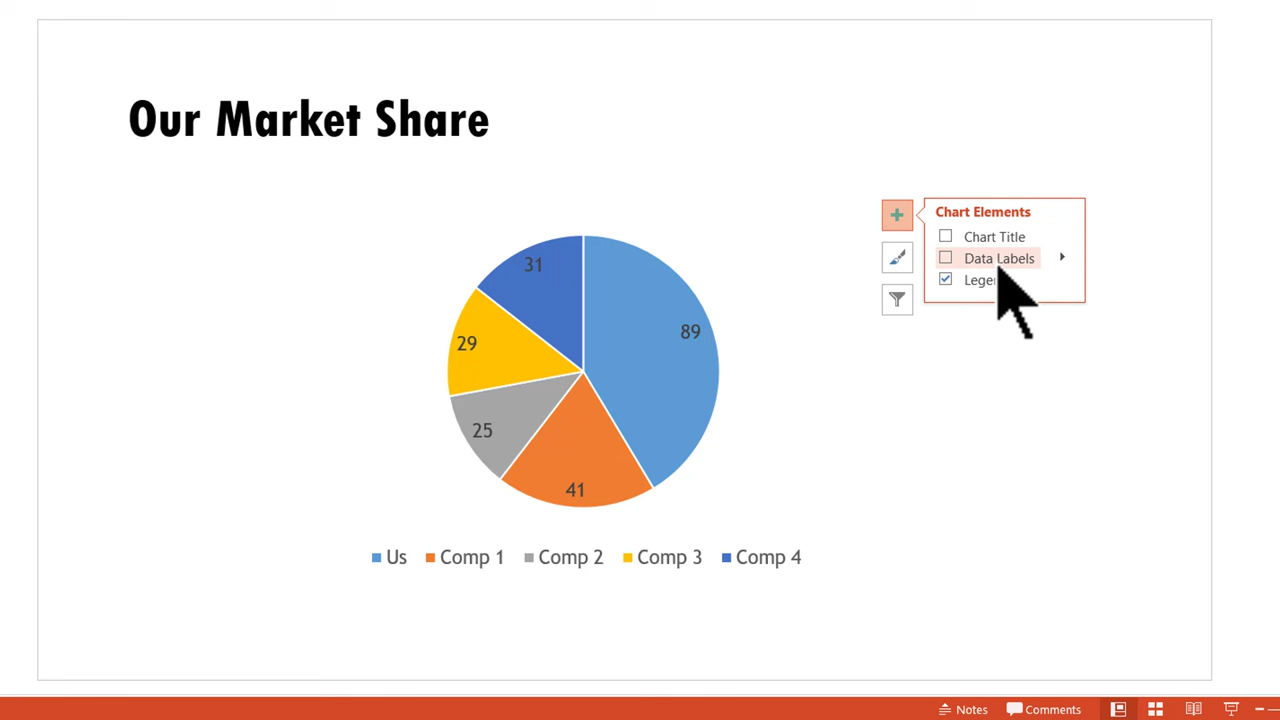 Our Market Share
Chart Elements
Chart Title
Data Labels
31
89
29
25
41
Us Comp 1 Comp 2 Comp 3 Comp 4
Notes Comments